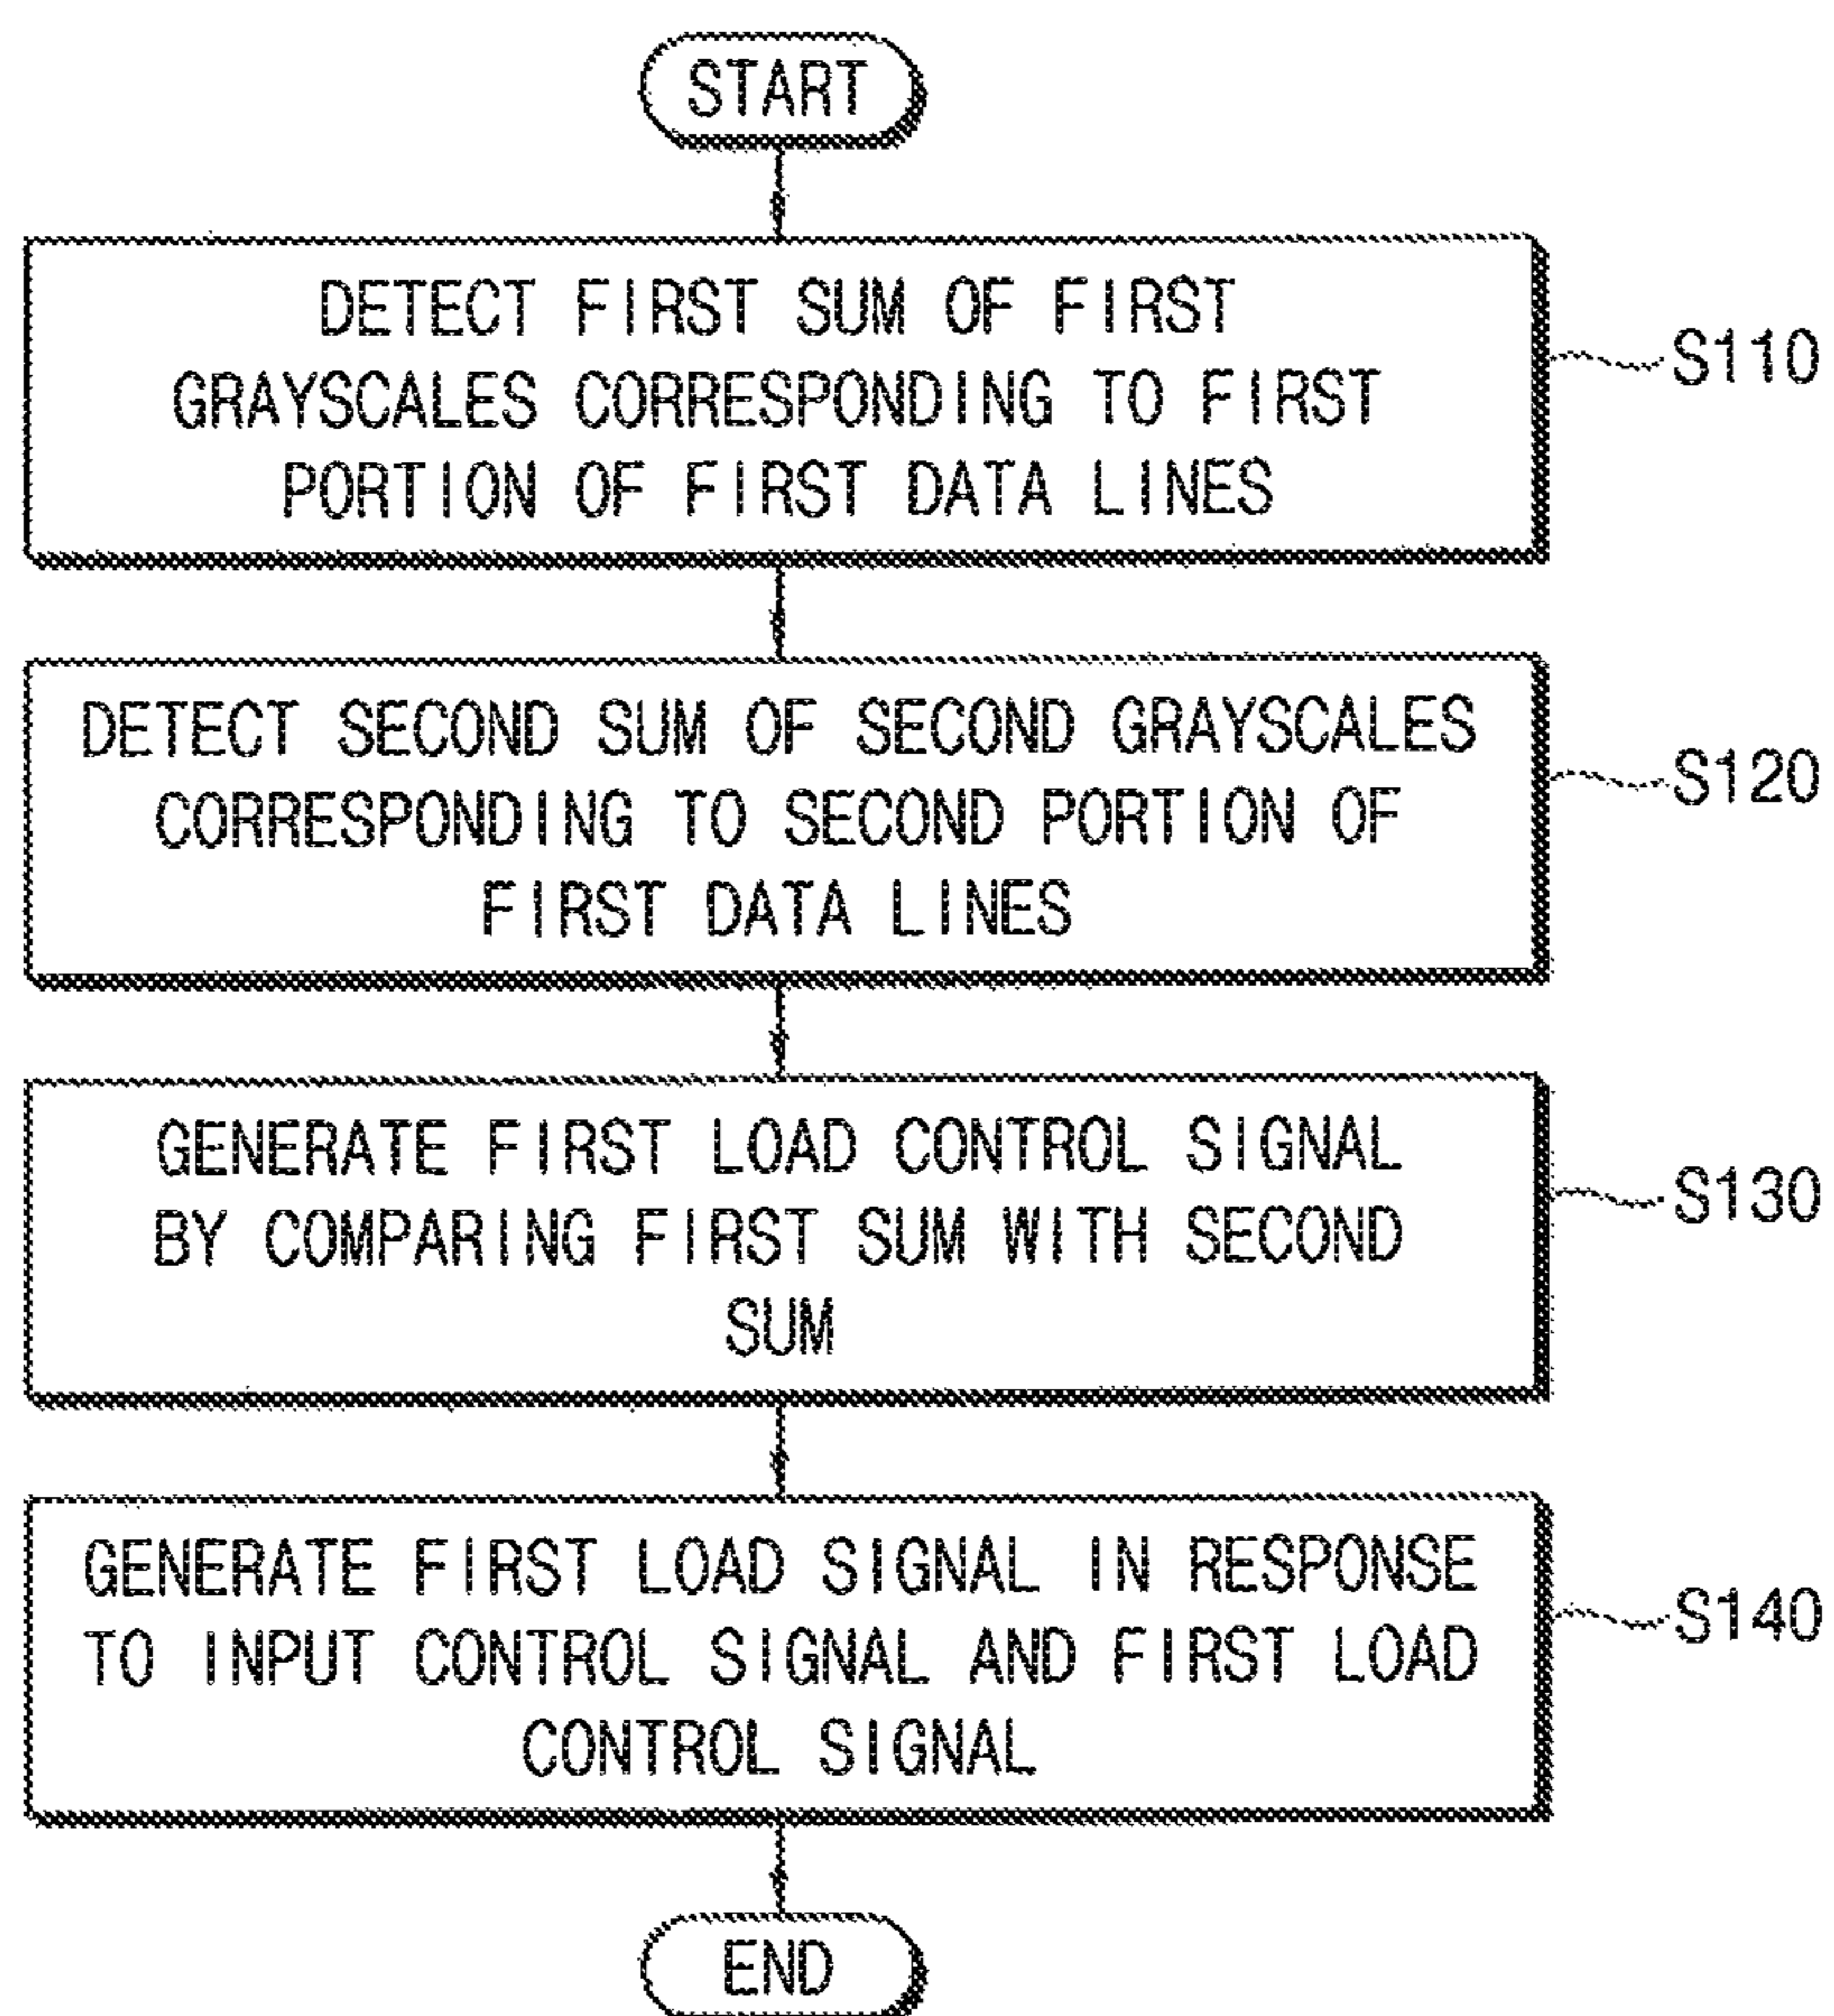 START
DETECT FIRST SUM OF FIRST
GRAYSCALES CORRESPONDING TO FIRST
PORTION OF FIRST DATA LINES
S110
DETECT SECOND SUM OF SECOND GRAYSCALES
CORRESPONDING TO SECOND PORTION OF
FIRST DATA LINES
S120
GENERATE FIRST LOAD CONTROL SIGNAL
BY COMPARING FIRST SUM WITH SECOND
SUM
S130
GENERATE FIRST LOAD SIGNAL IN RESPONSE
TO INPUT CONTROL SIGNAL AND FIRST LOAD
CONTROL SIGNAL
S140
END